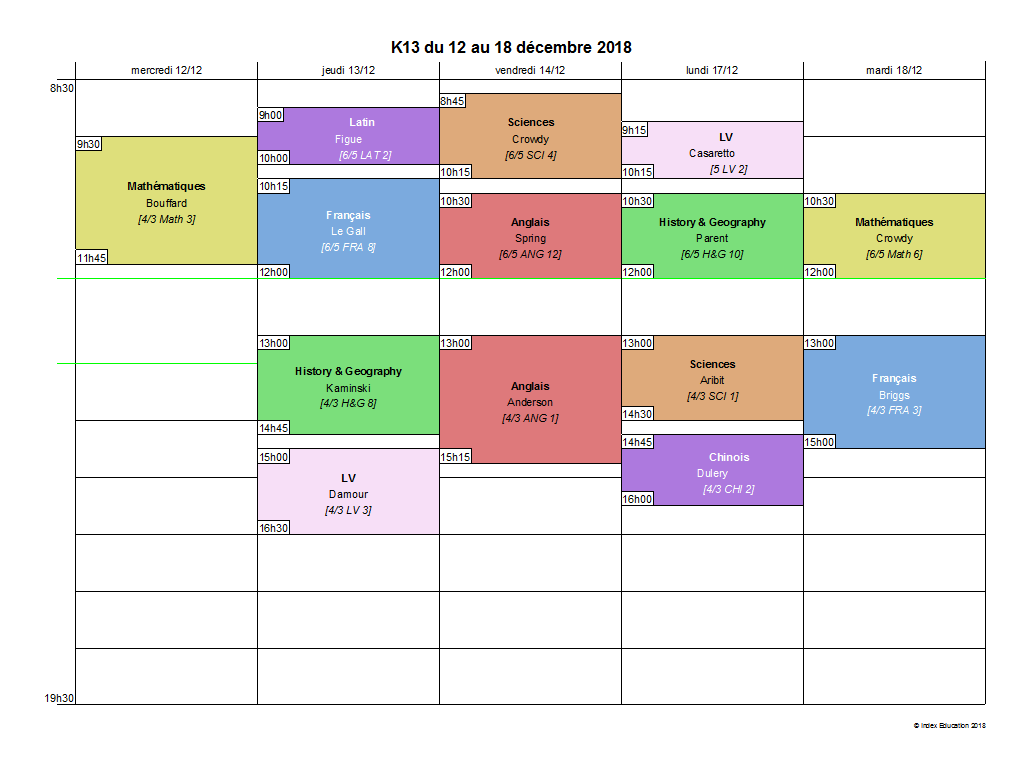 K13 du 12 au 18 décembre 2018
mercredi 12/12
jeudi 13/12
vendredi 14/12
lundi 17/12
mardi 18/12
8h30
9h30
Mathématiques
Bouffard
[4/3 Math 3]
11h45
9h00
Latin
Figue
10h00
[6/5 LAT 2]
10h15
Français
Le Gall
[6/5 FRA 8]
12h00
13h00
History & Geography
Kaminski
[4/3 H&G 8]
14h45
15h00
LV
Damour
[4/3 LV 3]
16h30
8h45
Sciences
Crowdy
[6/5 SCI 4]
10h15
10h30
Anglais
Spring
[6/5 ANG 12]
12h00
13h00
Anglais
Anderson
[4/3 ANG 1]
15h15
9h15
LV
Casaretto
[5 LV 2]
10h15
10h30
History & Geography
Parent
[6/5 H&G 10]
12h00
13h00
Sciences
Aribit
[4/3 SCI 1]
14h30
14h45
Chinois
Dulery
[4/3 CHI 2]
16h00
10h30
Mathématiques
Crowdy
[6/5 Math 6]
12h00
13h00
Français
Briggs
[4/3 FRA 3]
15h00
19h30
© Index Education 2018